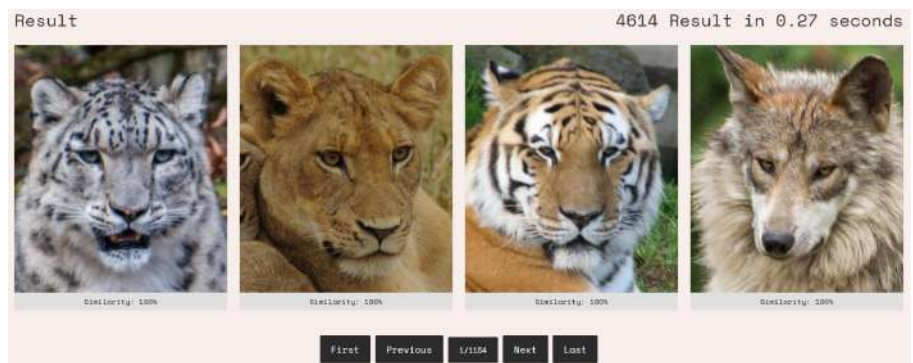 Result
4614 Result in 0.27 seconds
Similarity: 100%
Similarity: 100%
Similarity: 100%
Similarity: 100%
First
Previous
1/1154
Next
Last